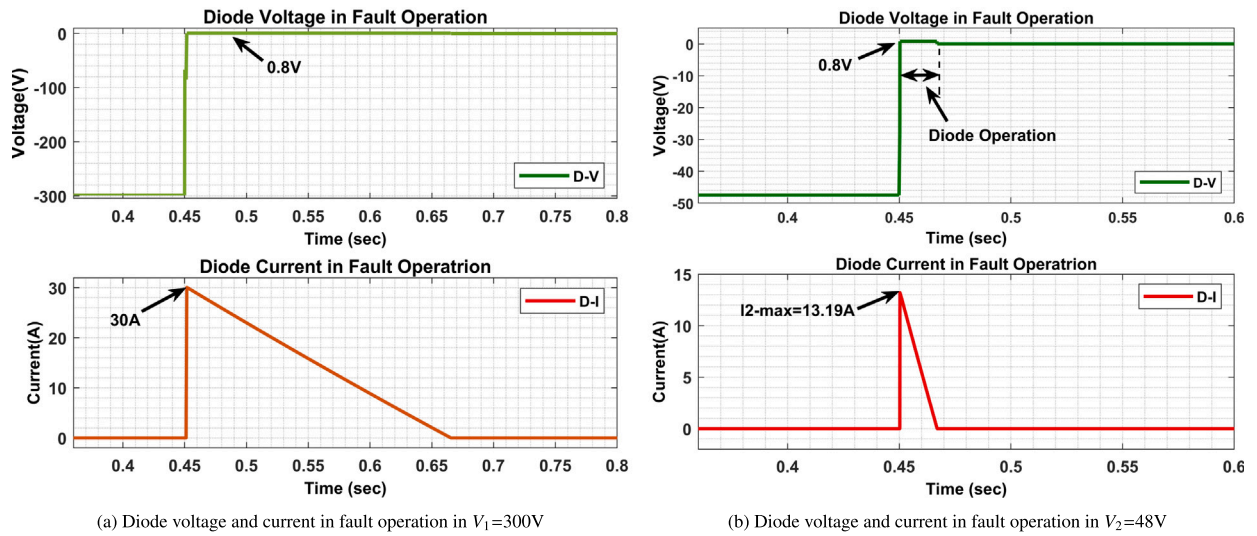 Diode Voltage in Fault Operation
0
-100
-200
-300
Voltage(V)
0.8V
D-V
0.4 0.45 0.5 0.55 0.6 0.65 0.7 0.75 0.8
Time (sec)
Diode Current in Fault Operatrion
30
20
10
0
Current(A)
30A
D-I
0.4 0.45 0.5 0.55 0.6 0.65 0.7 0.75 0.8
Time (sec)
(a) Diode voltage and current in fault operation in V1=300V
Diode Voltage in Fault Operation
0
-10
-20
-30
-40
-50
Voltage(V)
0.8V
Diode Operation
D-V
0.4 0.45 0.5 0.55 0.6
Time (sec)
Diode Current in Fault Operatrion
15
10
5
0
Current(A)
I2-max=13.19A
D-I
0.4 0.45 0.5 0.55 0.6
Time (sec)
(b) Diode voltage and current in fault operation in V2=48V